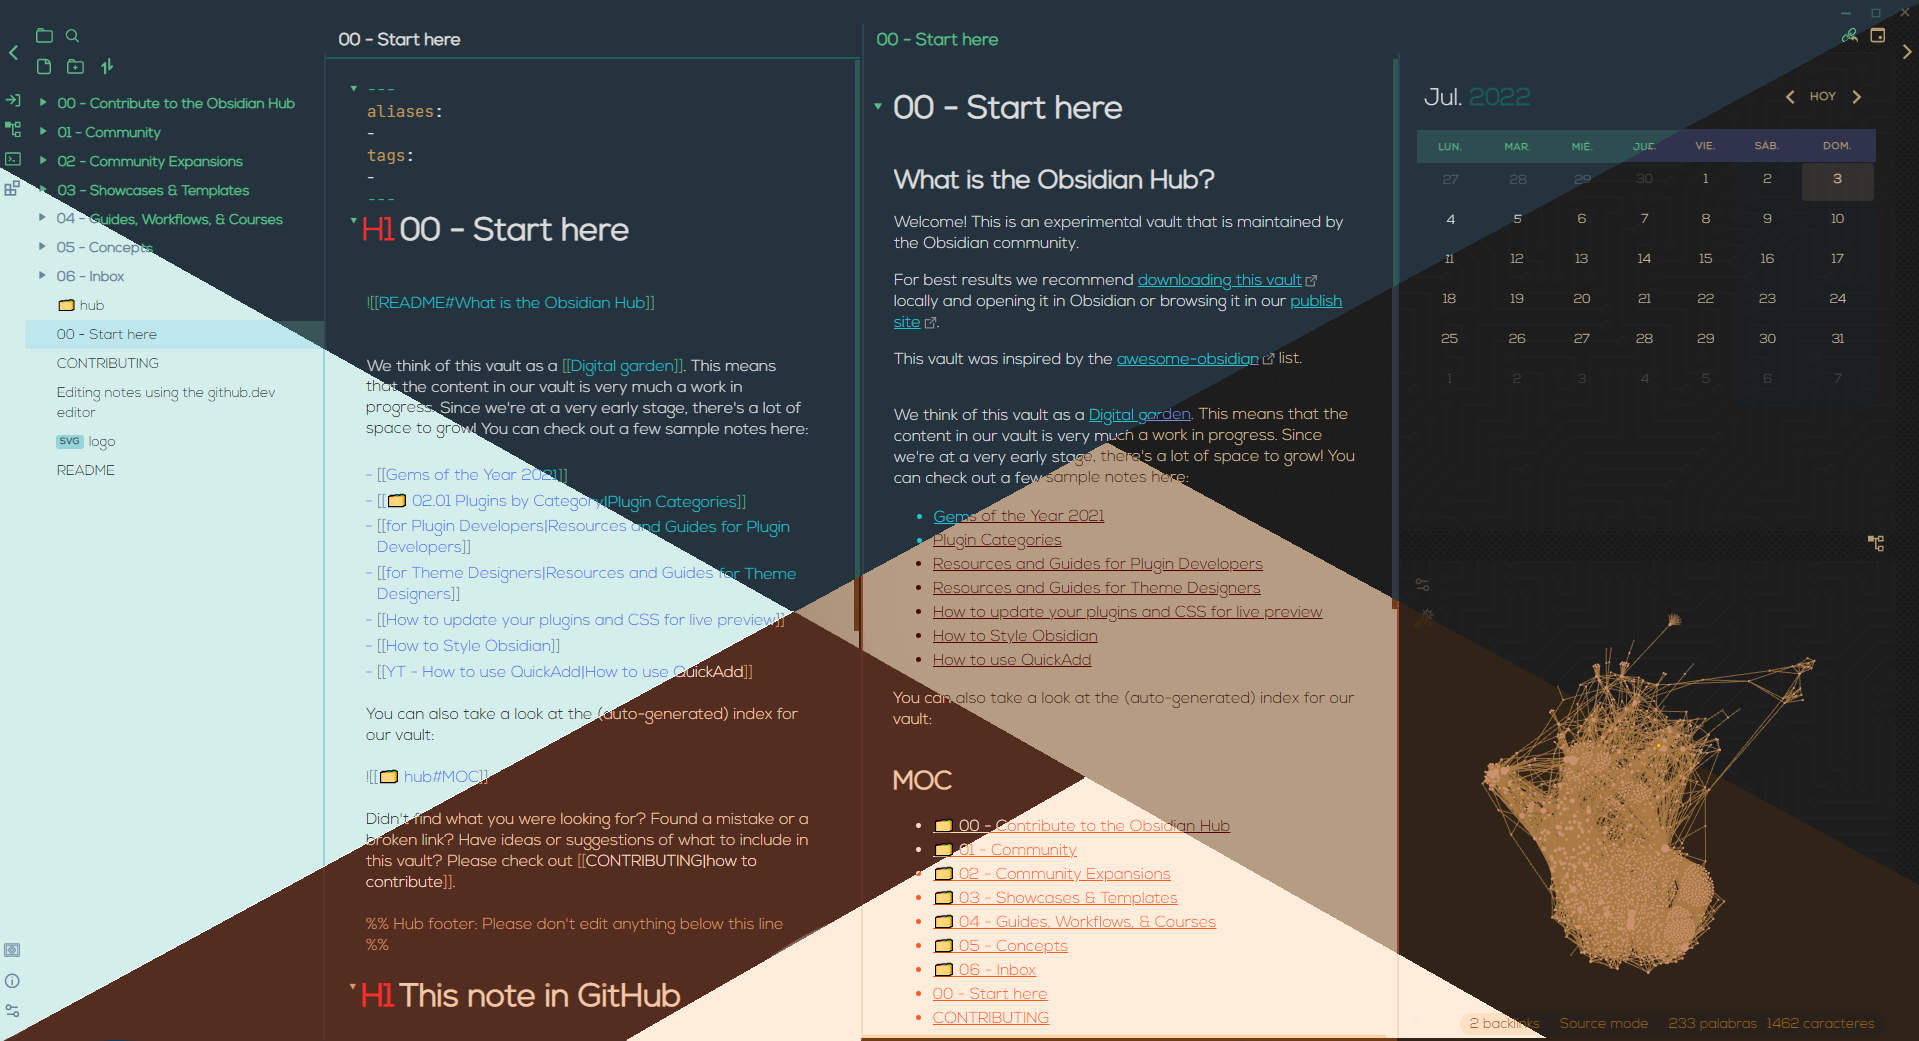 00 - Contribute to the Obsidian Hub
01 - Community
02 - Community Expansions
03 - Showcases & Templates
04 - Guides, Workflows, & Courses
05 - Concepts
06 - Inbox
hub
00 - Start here
CONTRIBUTING
Editing notes using the github.dev
editor
SVG logo
README
00 - Start here
---
aliases:
-
tags:
-
---
H1 00 - Start here
![[README#What is the Obsidian Hub]]
We think of this vault as a [[Digital garden]]. This means
that the content in our vault is very much a work in
progress. Since we're at a very early stage, there's a lot of
space to grow! You can check out a few sample notes here:
- [[Gems of the Year 2021]]
- [[🗂️ 02.01 Plugins by Category|Plugin Categories]]
- [[for Plugin Developers|Resources and Guides for Plugin
Developers]]
- [[for Theme Designers|Resources and Guides for Theme
Designers]]
- [[How to update your plugins and CSS for live preview]]
- [[How to Style Obsidian]]
- [[YT - How to use QuickAdd|How to use QuickAdd]]
You can also take a look at the (auto-generated) index for
our vault:
![[🗂️ hub#MOC]]
Didn't find what you were looking for? Found a mistake or a
broken link? Have ideas or suggestions of what to include in
this vault? Please check out [[CONTRIBUTING|how to
contribute]].
%% Hub footer: Please don't edit anything below this line
%%
H1 This note in GitHub
00 - Start here
00 - Start here
What is the Obsidian Hub?
Welcome! This is an experimental vault that is maintained by
the Obsidian community.
For best results we recommend downloading this vault
locally and opening it in Obsidian or browsing it in our publish
site.
This vault was inspired by the awesome-obsidian list.
We think of this vault as a Digital garden. This means that the
content in our vault is very much a work in progress. Since
we're at a very early stage, there's a lot of space to grow! You
can check out a few sample notes here:
• Gems of the Year 2021
• Plugin Categories
• Resources and Guides for Plugin Developers
• Resources and Guides for Theme Designers
• How to update your plugins and CSS for live preview
• How to Style Obsidian
• How to use QuickAdd
You can also take a look at the (auto-generated) index for our
vault:
MOC
• 00 - Contribute to the Obsidian Hub
• 01 - Community
• 02 - Community Expansions
• 03 - Showcases & Templates
• 04 - Guides, Workflows, & Courses
• 05 - Concepts
• 06 - Inbox
• 00 - Start here
• CONTRIBUTING
Jul. 2022
HOY
LUN. MAR. MIÉ. JUE. VIE. SÁB. DOM.
27 28 29 30 1 2 3
4 5 6 7 8 9 10
11 12 13 14 15 16 17
18 19 20 21 22 23 24
25 26 27 28 29 30 31
1 2 3 4 5 6 7
2 backlinks Source mode 233 palabras 1462 caracteres